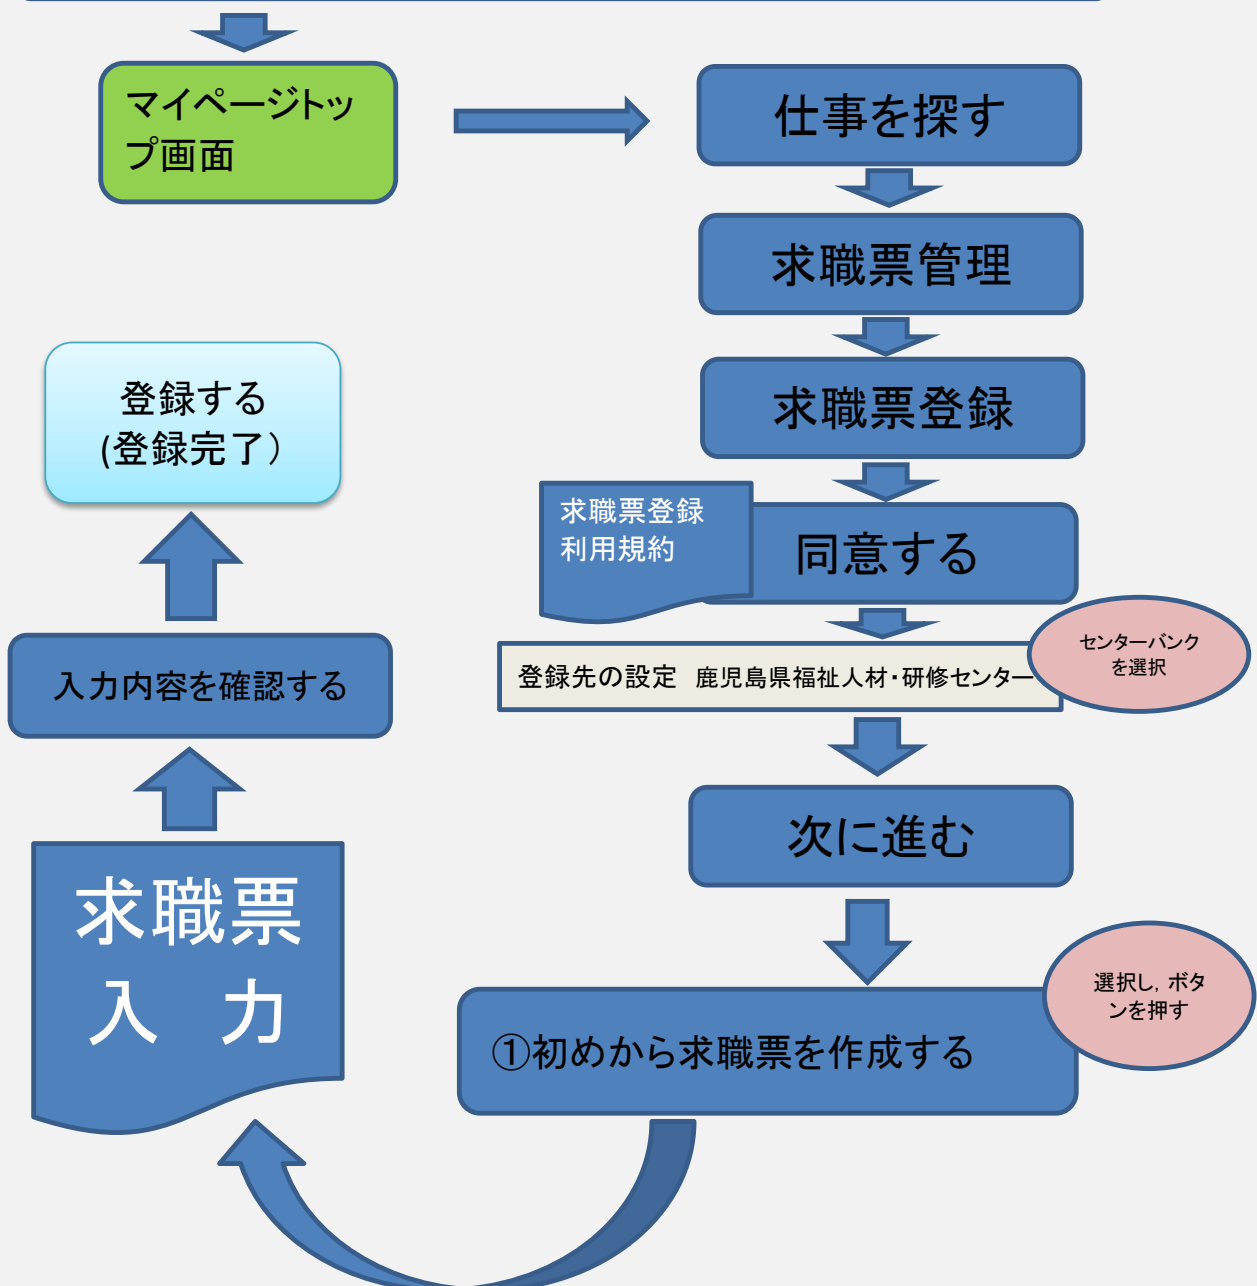 マイページトッ
プ画面
仕事を探す
求職票管理
求職票登録
求職票登録
利用規約
同意する
登録先の設定 鹿児島県福祉人材・研修センター
センターバンク
を選択
次に進む
①初めから求職票を作成する
選択し，ボタ
ンを押す
求職票
入　力
入力内容を確認する
登録する
(登録完了）